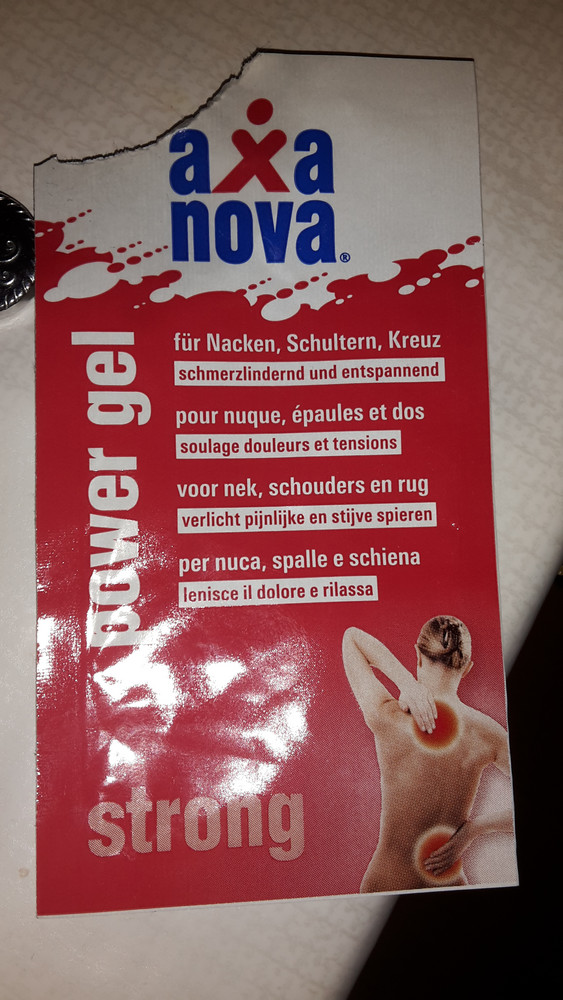 axa
nova®
power gel
für Nacken, Schultern, Kreuz
schmerzlindernd und entspannend
pour nuque, épaules et dos
soulage douleurs et tensions
voor nek, schouders en rug
verlicht pijnlijke en stijve spieren
per nuca, spalle e schiena
lenisce il dolore e rilassa
strong